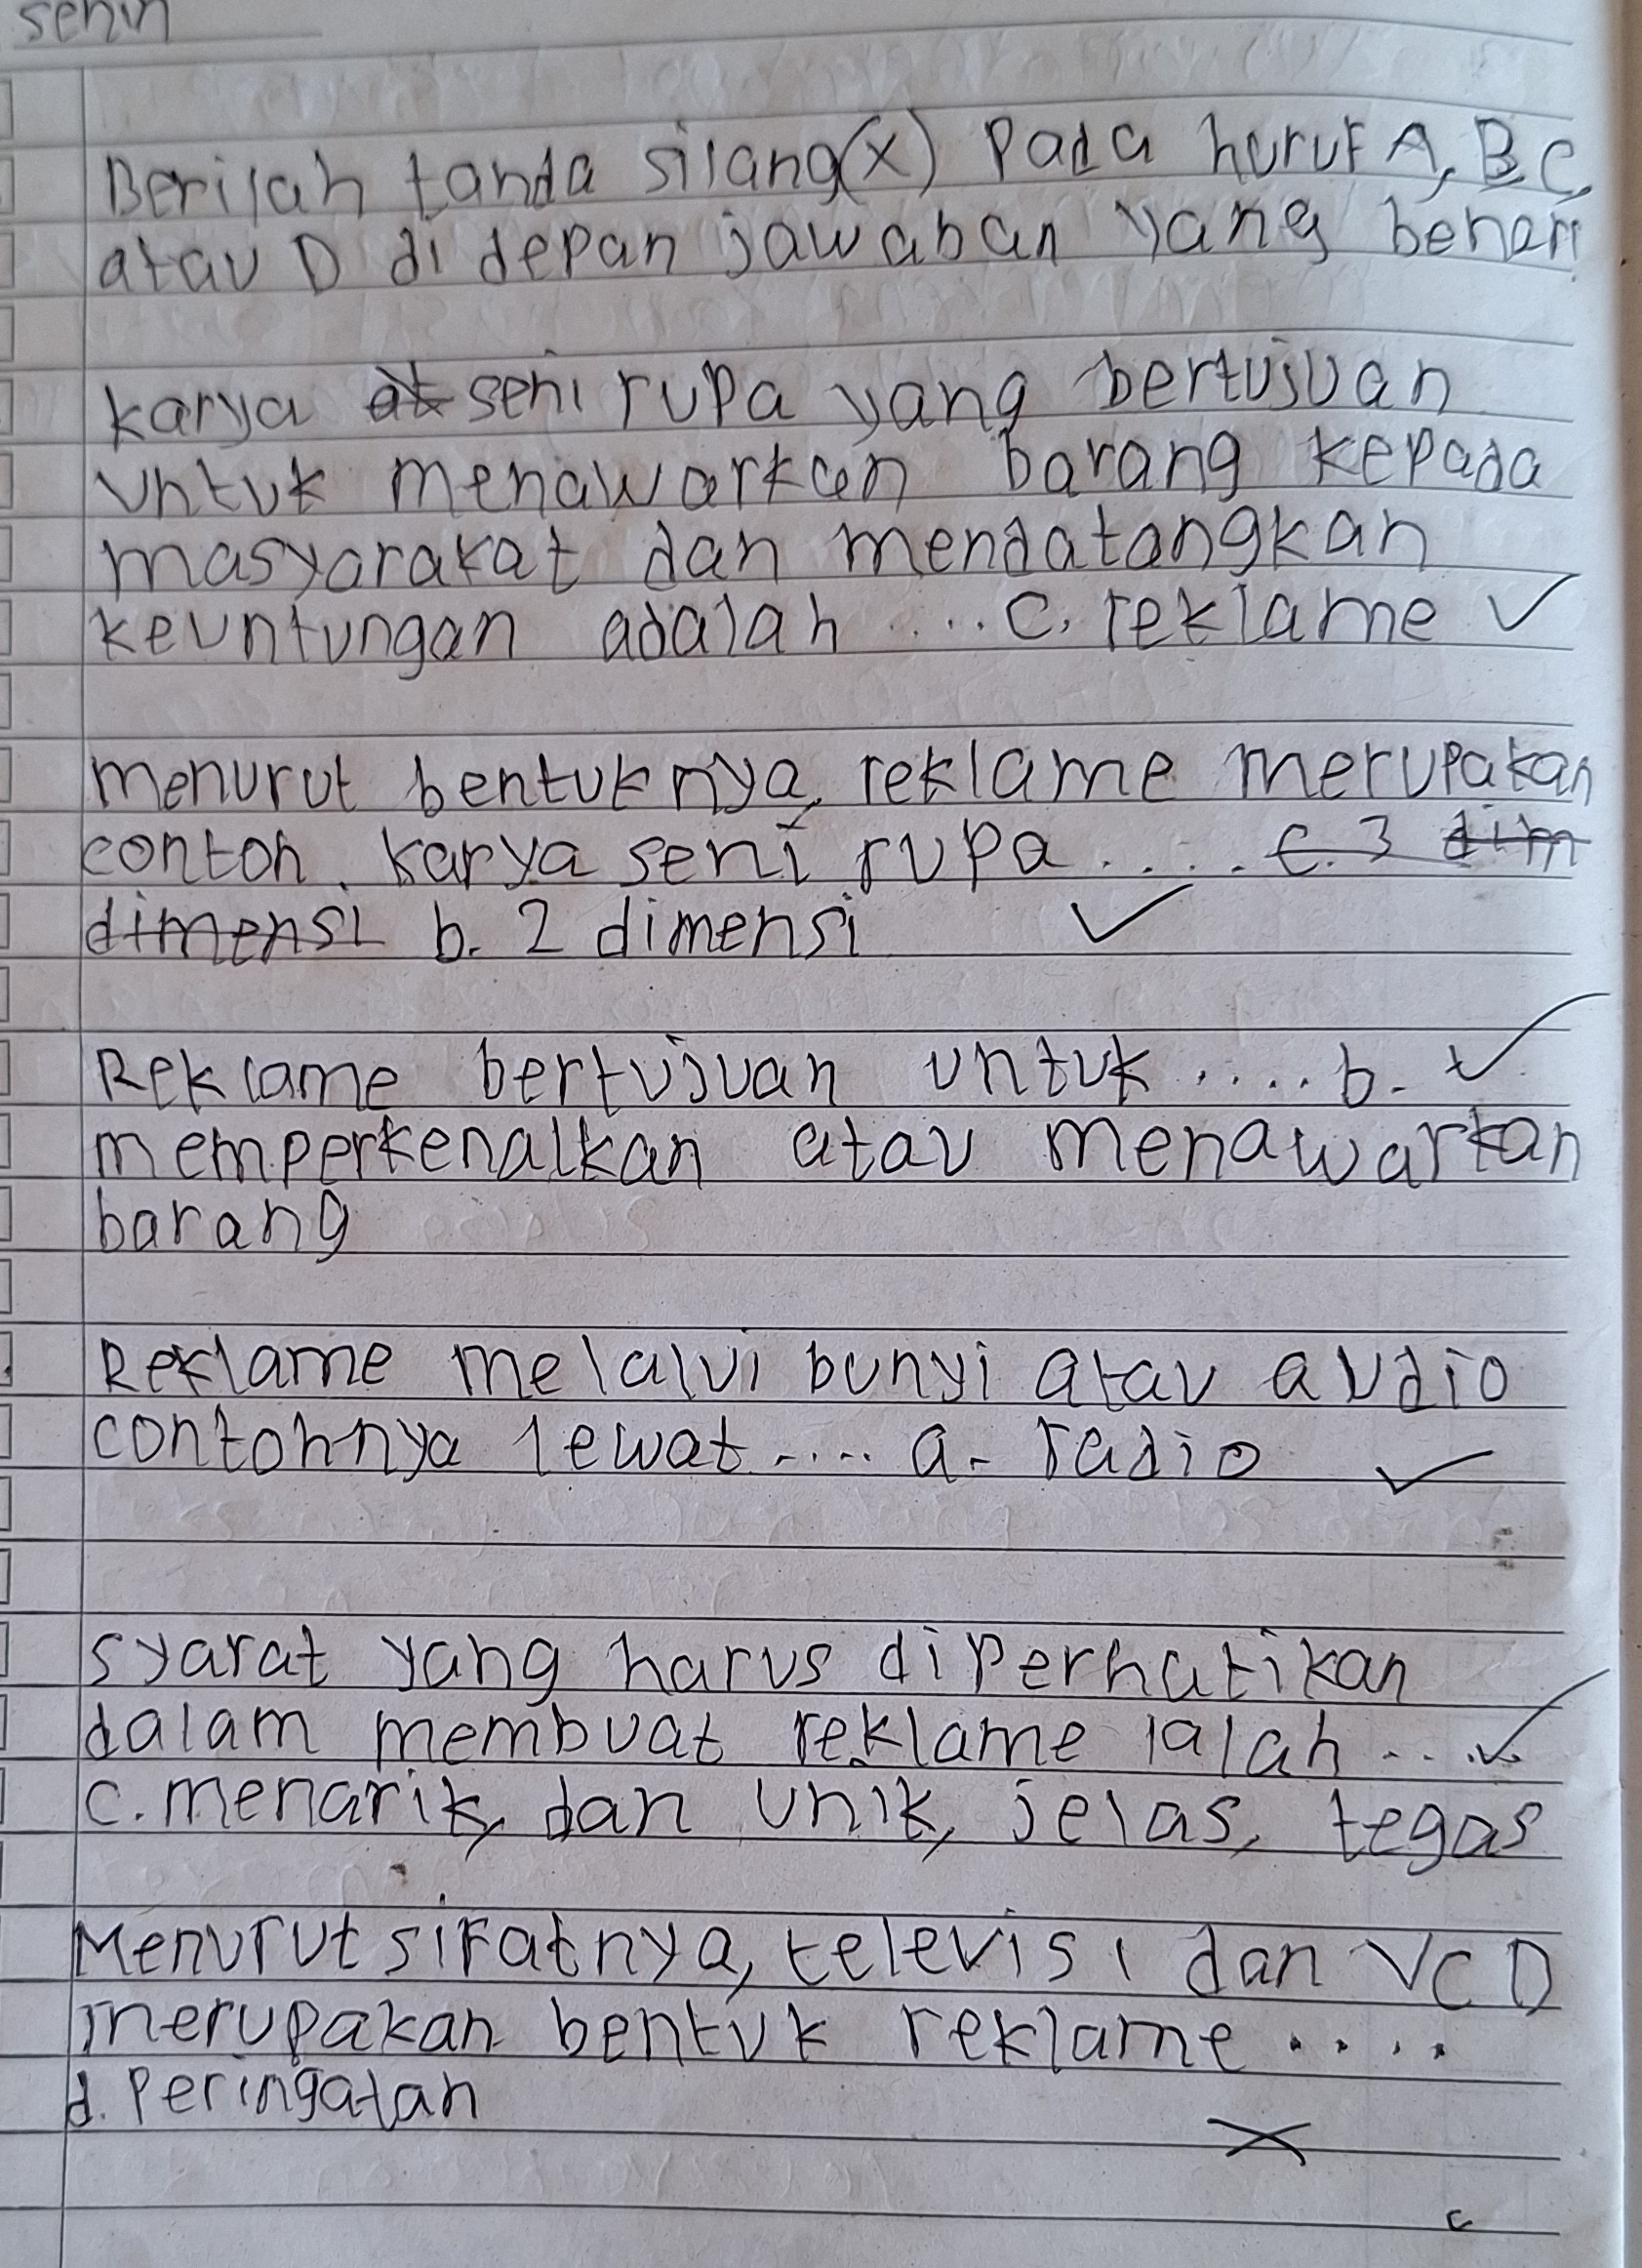 senin
Berilah tanda silang(x) Pada huruf A, B, C,
atau D di depan jawaban yang benar!
karya seni rupa yang bertujuan
untuk menawarkan barang kepada
masyarakat dan mendatangkan
keuntungan adalah .... C. reklame ✓
menurut bentuknya, reklame merupakan
contoh karya seni rupa ..... c. 3 dim
dimensi b. 2 dimensi ✓
Reklame bertujuan untuk .... b. ✓
memperkenalkan atau menawarkan
barang
Reklame melalui bunyi atau audio
contohnya lewat .... a. radio ✓
syarat yang harus diperhatikan
dalam membuat reklame ialah .... ✓
c. menarik, dan unik, jelas, tegas
Menurut sifatnya, televisi dan VCD
merupakan bentuk reklame ....
d. Peringatan X
c